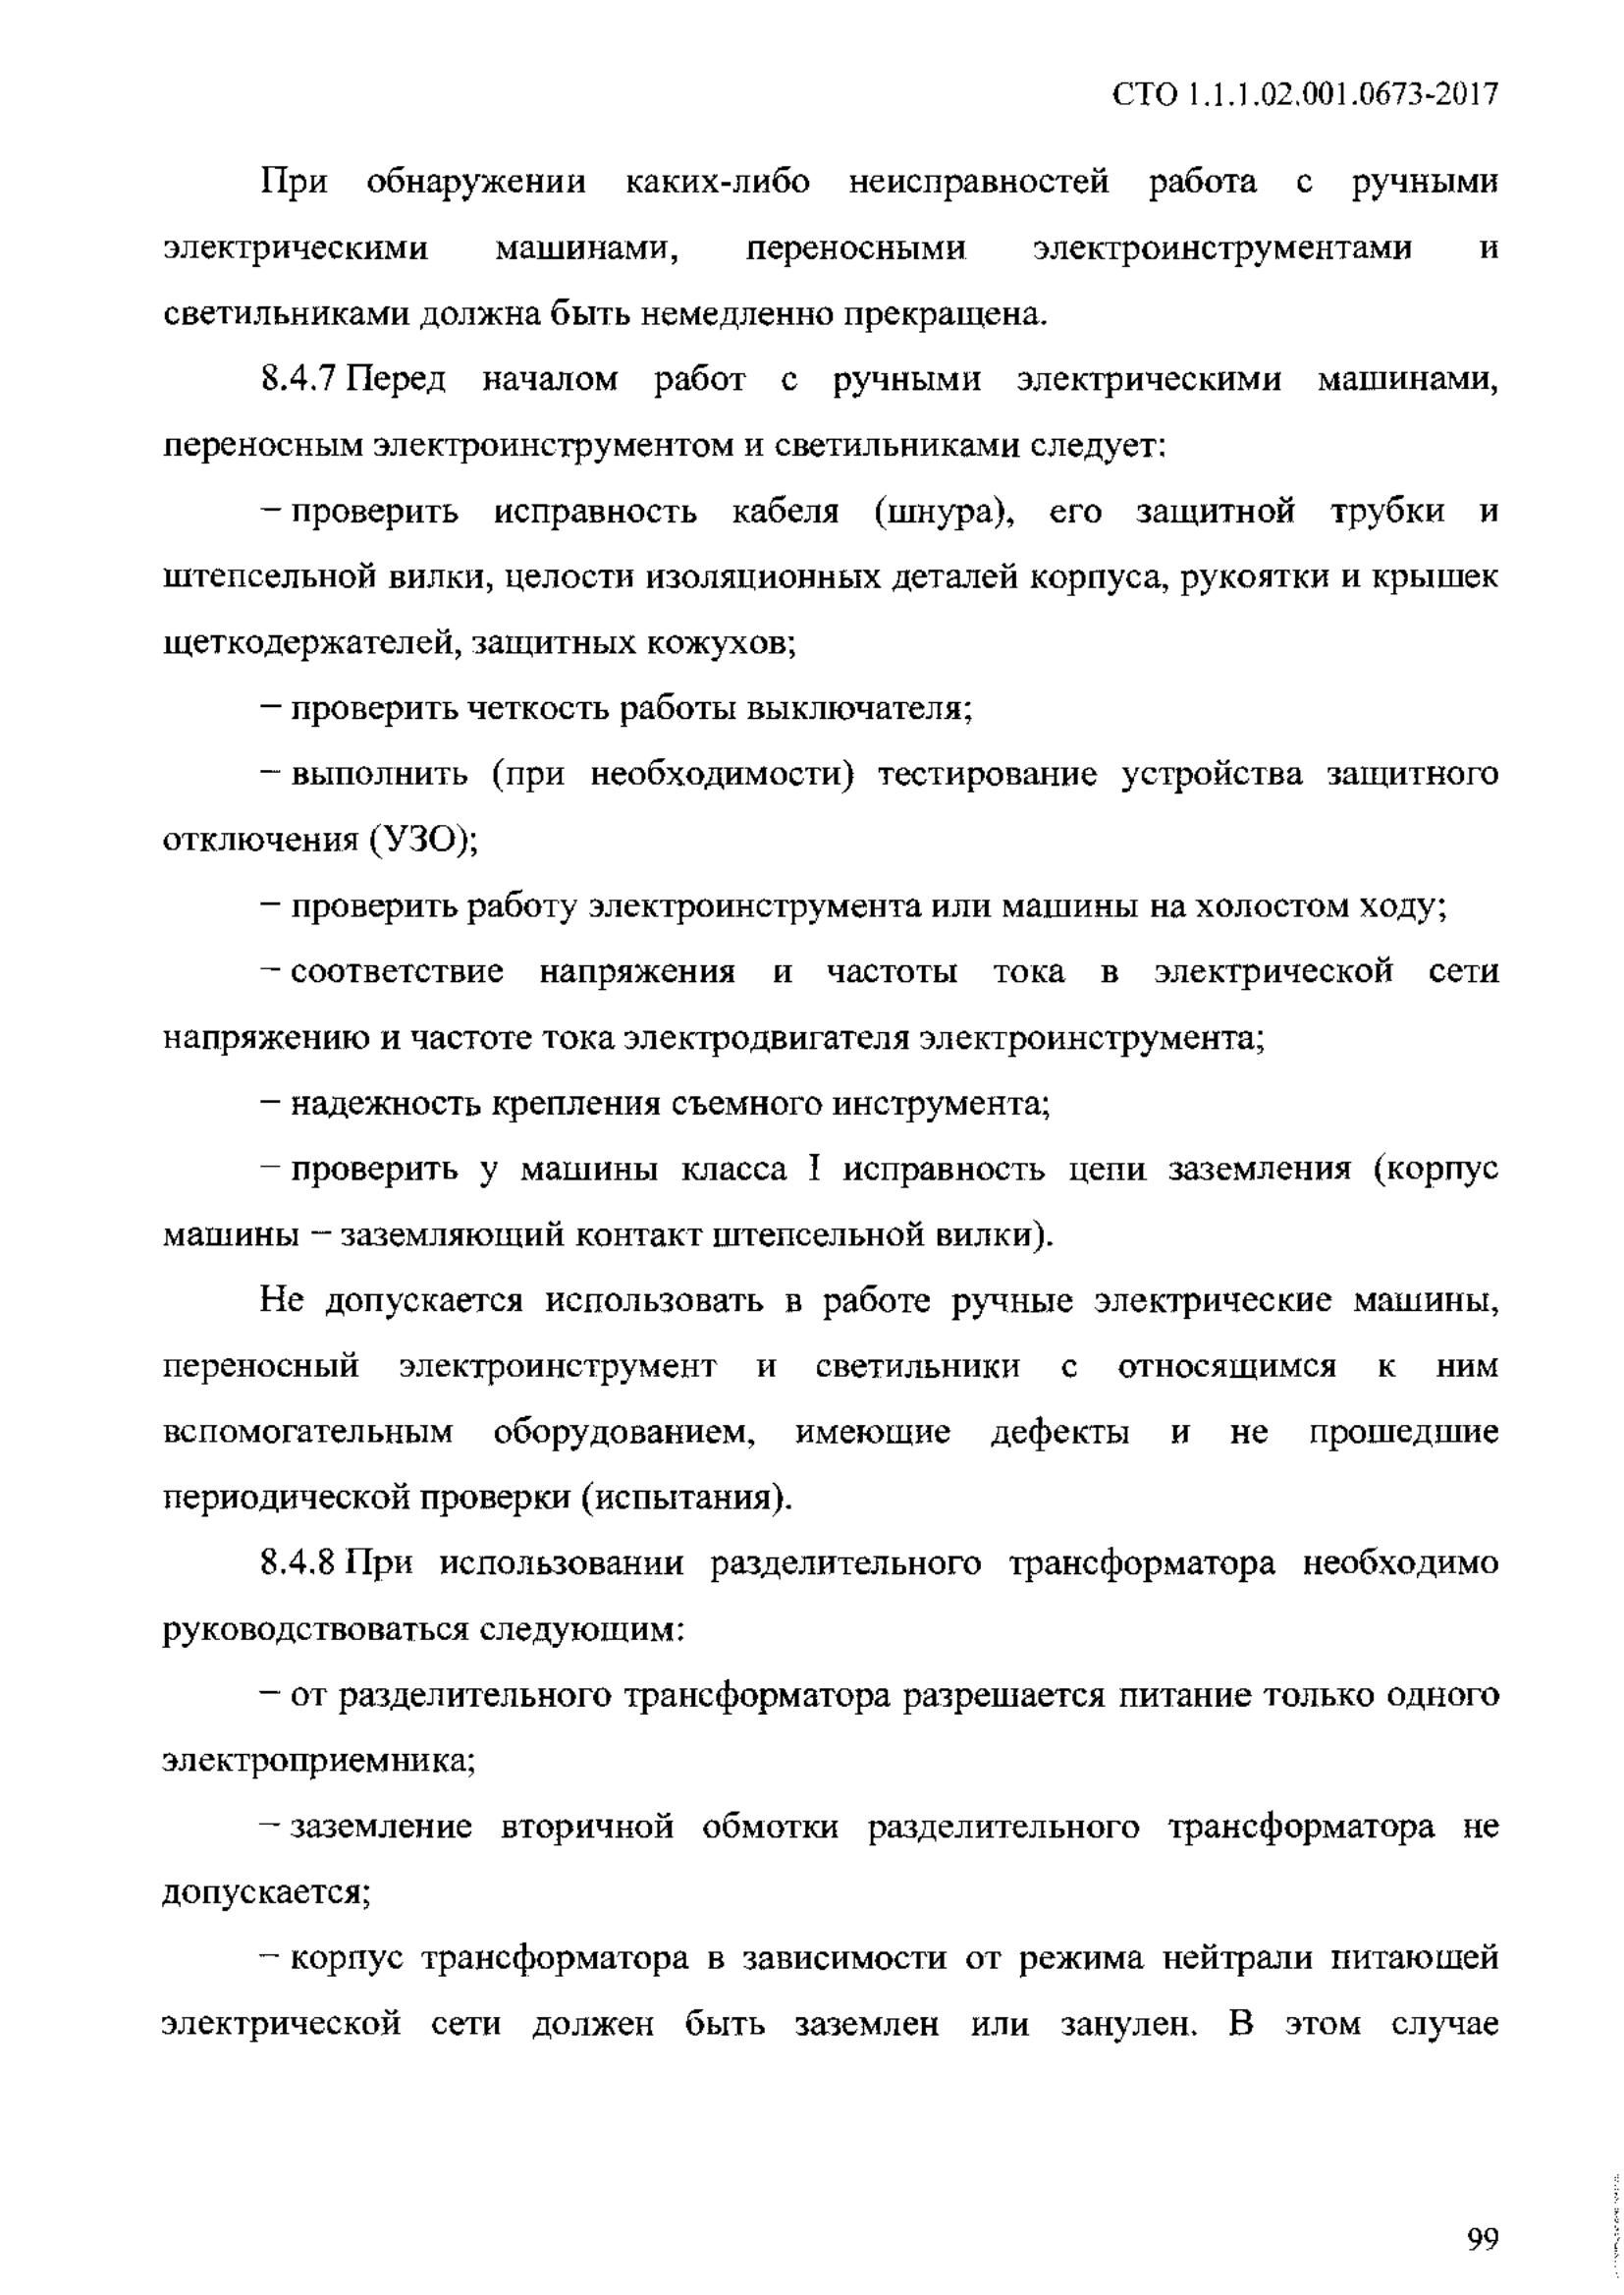 СТО 1.1.1.02.001.0673-2017
При обнаружении каких-либо неисправностей работа с ручными
электрическими машинами, переносными электроинструментами и
светильниками должна быть немедленно прекращена.
8.4.7 Перед началом работ с ручными электрическими машинами,
переносным электроинструментом и светильниками следует:
– проверить исправность кабеля (шнура), его защитной трубки и
штепсельной вилки, целости изоляционных деталей корпуса, рукоятки и крышек
щеткодержателей, защитных кожухов;
– проверить четкость работы выключателя;
– выполнить (при необходимости) тестирование устройства защитного
отключения (УЗО);
– проверить работу электроинструмента или машины на холостом ходу;
– соответствие напряжения и частоты тока в электрической сети
напряжению и частоте тока электродвигателя электроинструмента;
– надежность крепления съемного инструмента;
– проверить у машины класса I исправность цепи заземления (корпус
машины – заземляющий контакт штепсельной вилки).
Не допускается использовать в работе ручные электрические машины,
переносный электроинструмент и светильники с относящимся к ним
вспомогательным оборудованием, имеющие дефекты и не прошедшие
периодической проверки (испытания).
8.4.8 При использовании разделительного трансформатора необходимо
руководствоваться следующим:
– от разделительного трансформатора разрешается питание только одного
электроприемника;
– заземление вторичной обмотки разделительного трансформатора не
допускается;
– корпус трансформатора в зависимости от режима нейтрали питающей
электрической сети должен быть заземлен или занулен. В этом случае
99